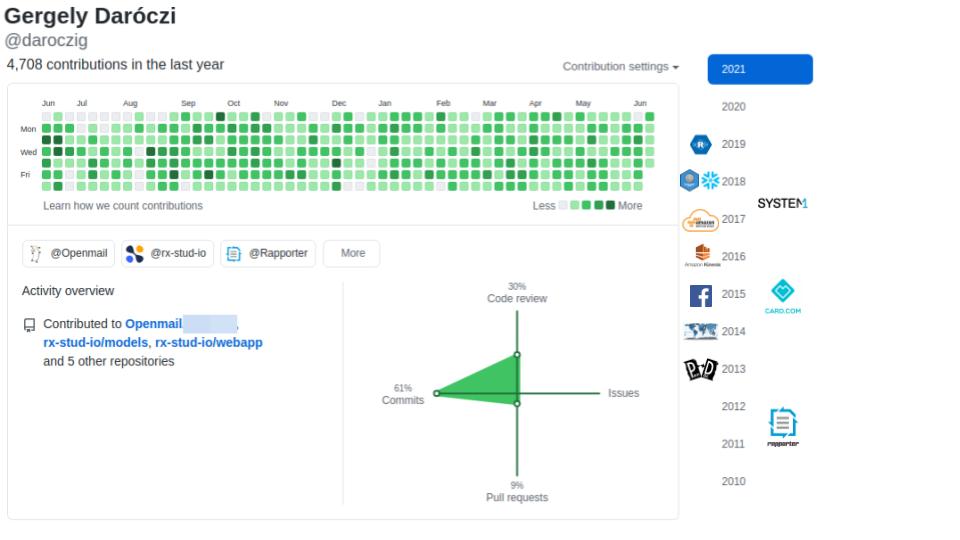 Gergely Daróczi
@daroczig
4,708 contributions in the last year
Contribution settings
2021
Jun Jul Aug Sep Oct Nov Dec Jan Feb Mar Apr May Jun
Mon
Wed
Fri
Learn how we count contributions
Less More
@Openmail @rx-stud-io @Rapporter More
Activity overview
Contributed to Openmail ,
rx-stud-io/models, rx-stud-io/webapp
and 5 other repositories
30%
Code review
61%
Commits
Issues
9%
Pull requests
2020
R
2019
2018
SYSTEM1
2017
2016
2015
CARD.COM
2014
2013
2012
rapporter
2011
2010